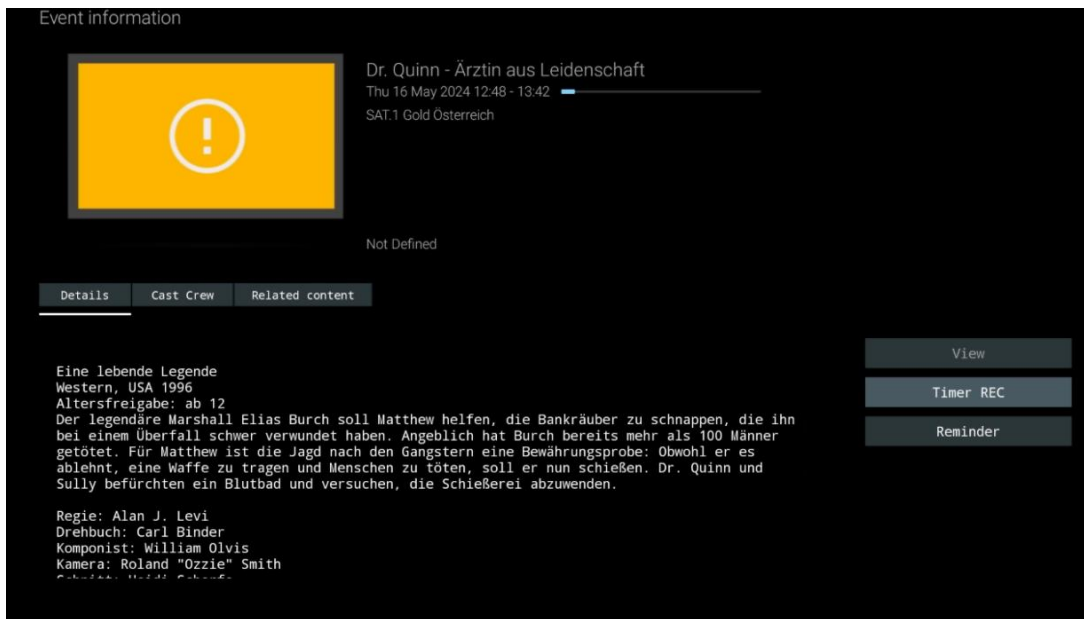 Event information
Dr. Quinn - Ärztin aus Leidenschaft
Thu 16 May 2024 12:48 - 13:42
SAT.1 Gold Österreich
Not Defined
Details
Cast Crew
Related content
View
Timer REC
Reminder
Eine lebende Legende
Western, USA 1996
Altersfreigabe: ab 12
Der legendäre Marshall Elias Burch soll Matthew helfen, die Bankräuber zu schnappen, die ihn
bei einem Überfall schwer verwundet haben. Angeblich hat Burch bereits mehr als 100 Männer
getötet. Für Matthew ist die Jagd nach den Gangstern eine Bewährungsprobe: Obwohl er es
ablehnt, eine Waffe zu tragen und Menschen zu töten, soll er nun schießen. Dr. Quinn und
Sully befürchten ein Blutbad und versuchen, die Schießerei abzuwenden.
Regie: Alan J. Levi
Drehbuch: Carl Binder
Komponist: William Olvis
Kamera: Roland "Ozzie" Smith